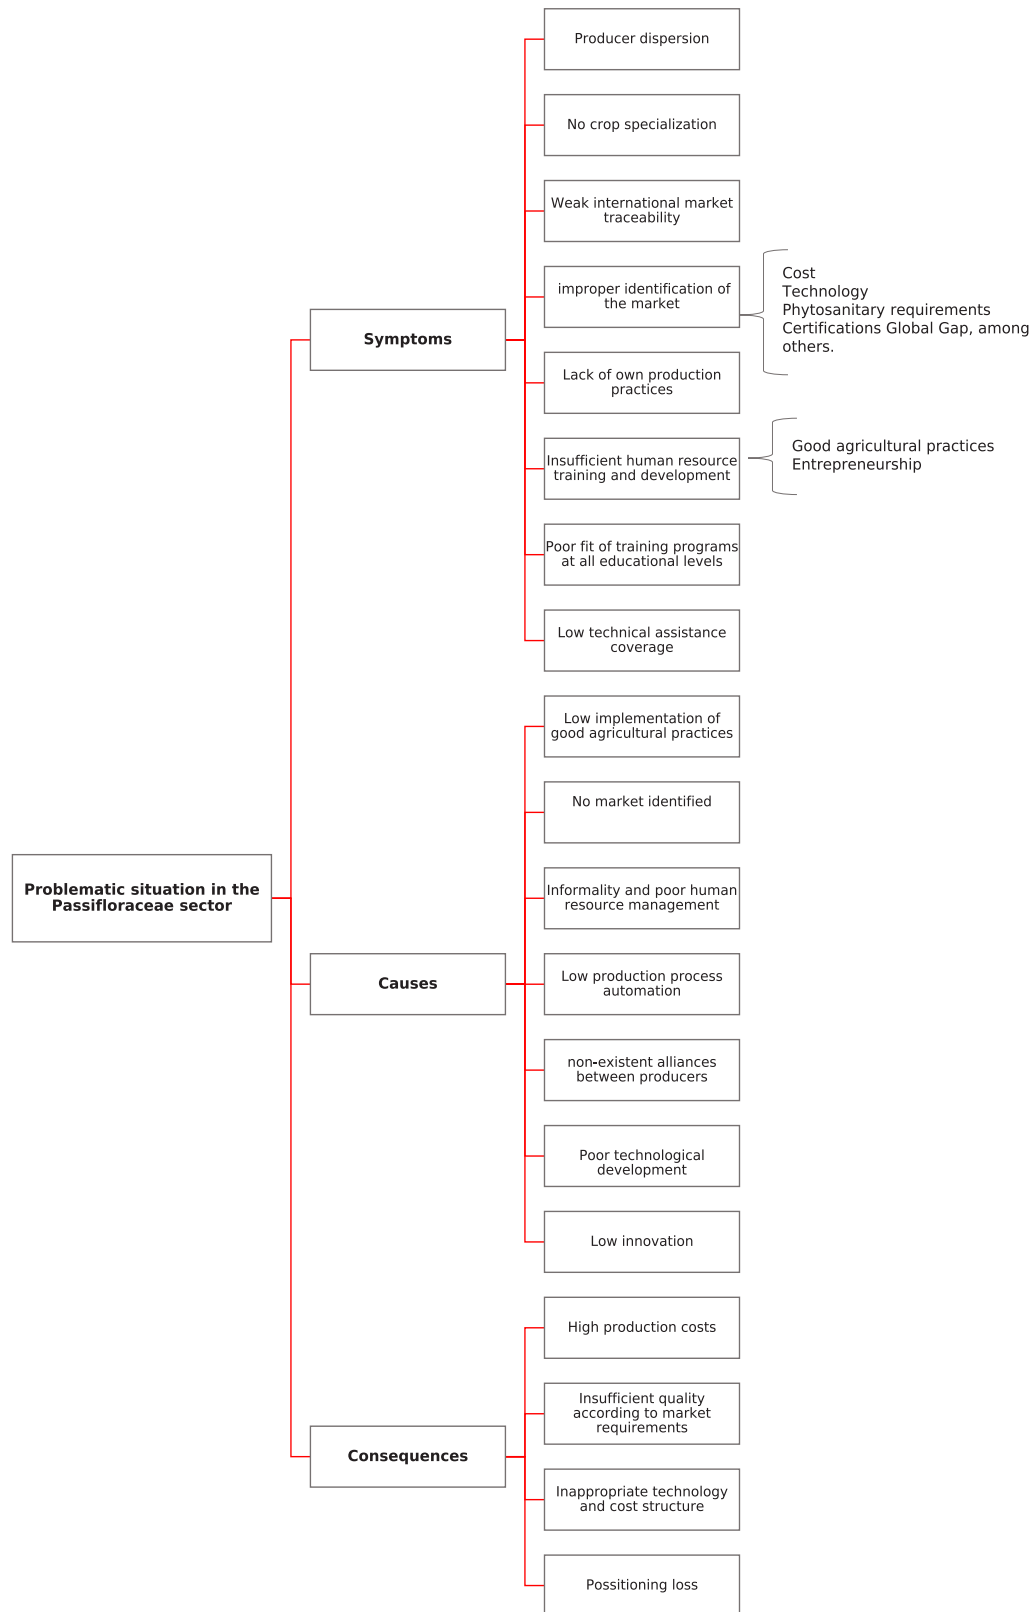 Producer dispersion
No crop specialization
Weak international market
traceability
improper identification of
the market
Cost
Technology
Phytosanitary requirements
Certifications Global Gap, among
others.
Symptoms
Lack of own production
practices
Insufficient human resource
training and development
Good agricultural practices
Entrepreneurship
Poor fit of training programs
at all educational levels
Low technical assistance
coverage
Low implementation of
good agricultural practices
No market identified
Problematic situation in the
Passifloraceae sector
Informality and poor human
resource management
Causes
Low production process
automation
non-existent alliances
between producers
Poor technological
development
Low innovation
High production costs
Insufficient quality
according to market
requirements
Consequences
Inappropriate technology
and cost structure
Possitioning loss